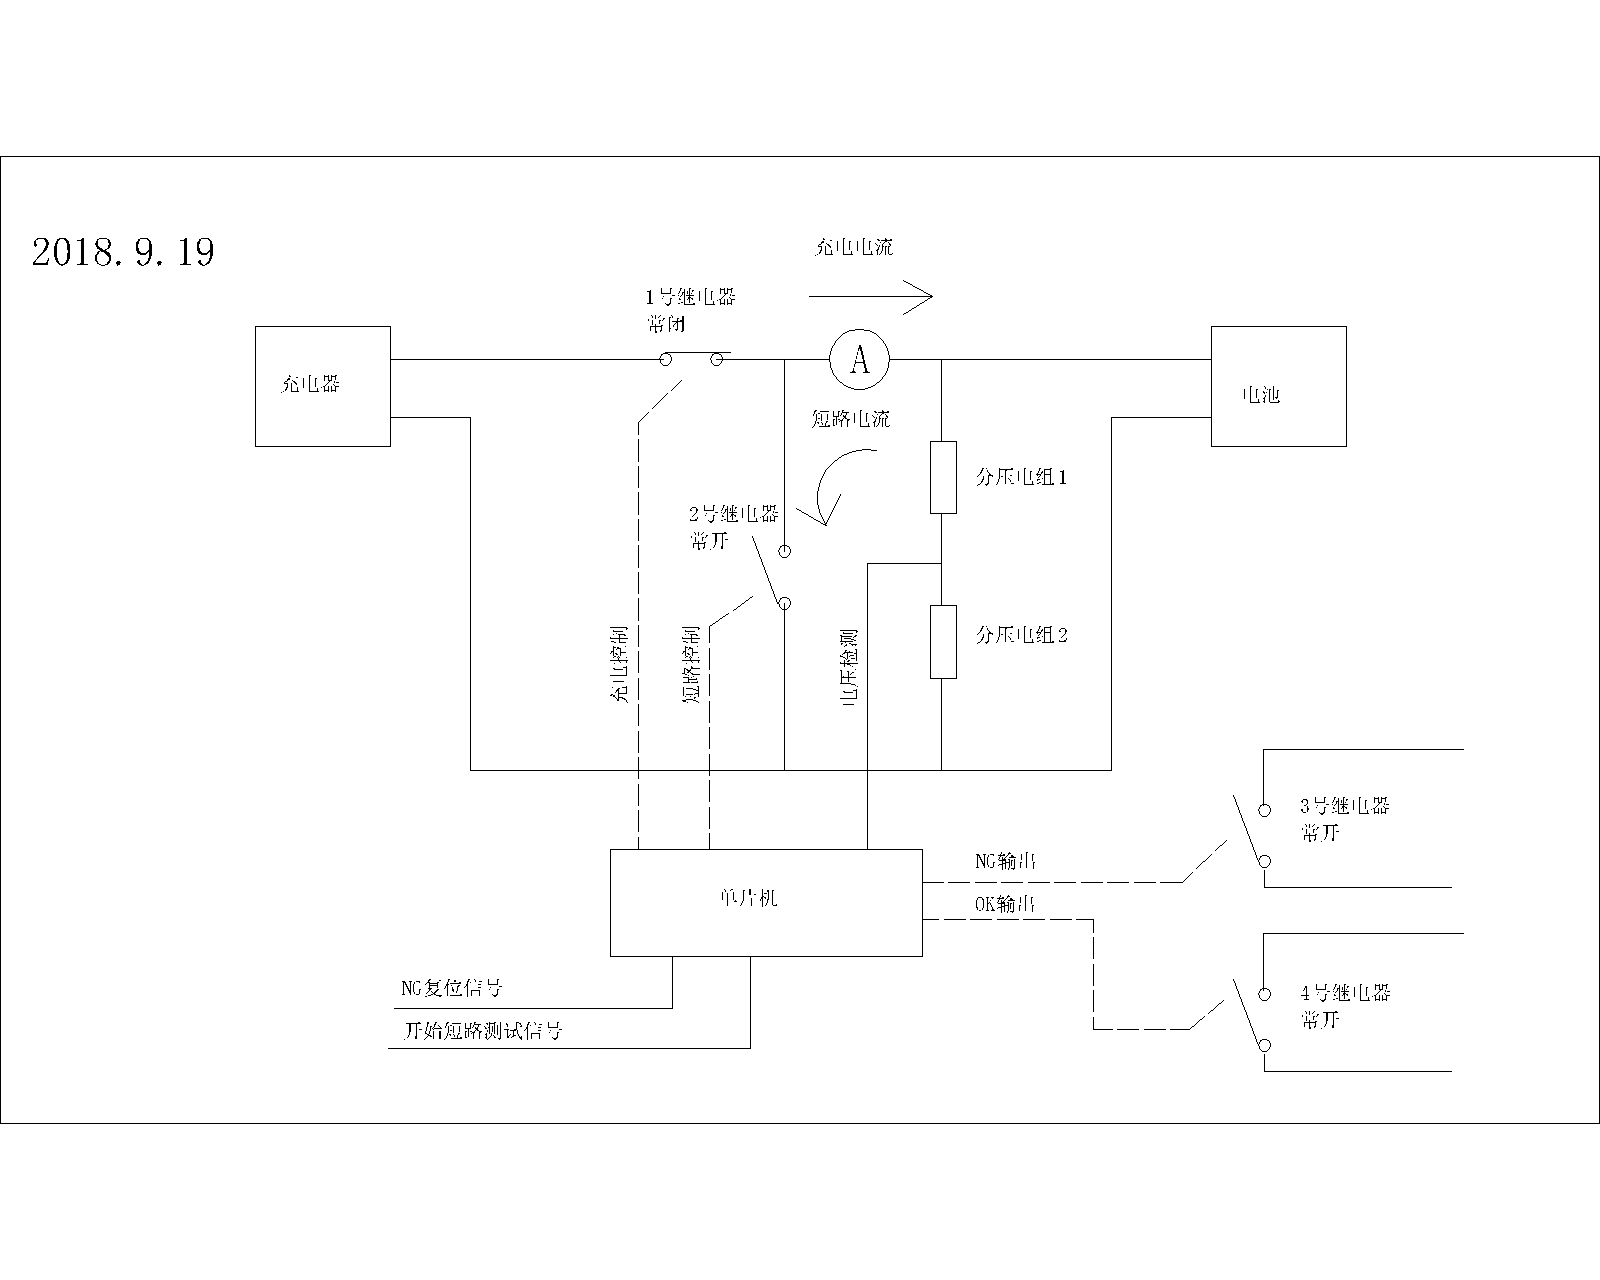 2018.9.19
充电电流
1号继电器
常闭
A
充电器
电池
短路电流
分压电组1
2号继电器
常开
充电控制
短路控制
电压检测
分压电组2
3号继电器
常开
NG输出
单片机
OK输出
NG复位信号
4号继电器
常开
开始短路测试信号